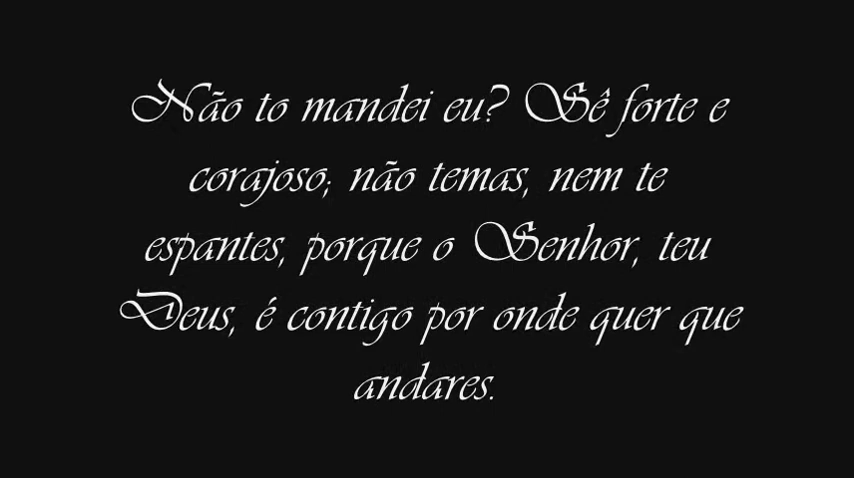 Não to mandei eu? Sê forte e
corajoso; não temas, nem te
espantes, porque o Senhor, teu
Deus, é contigo por onde quer que
andares.